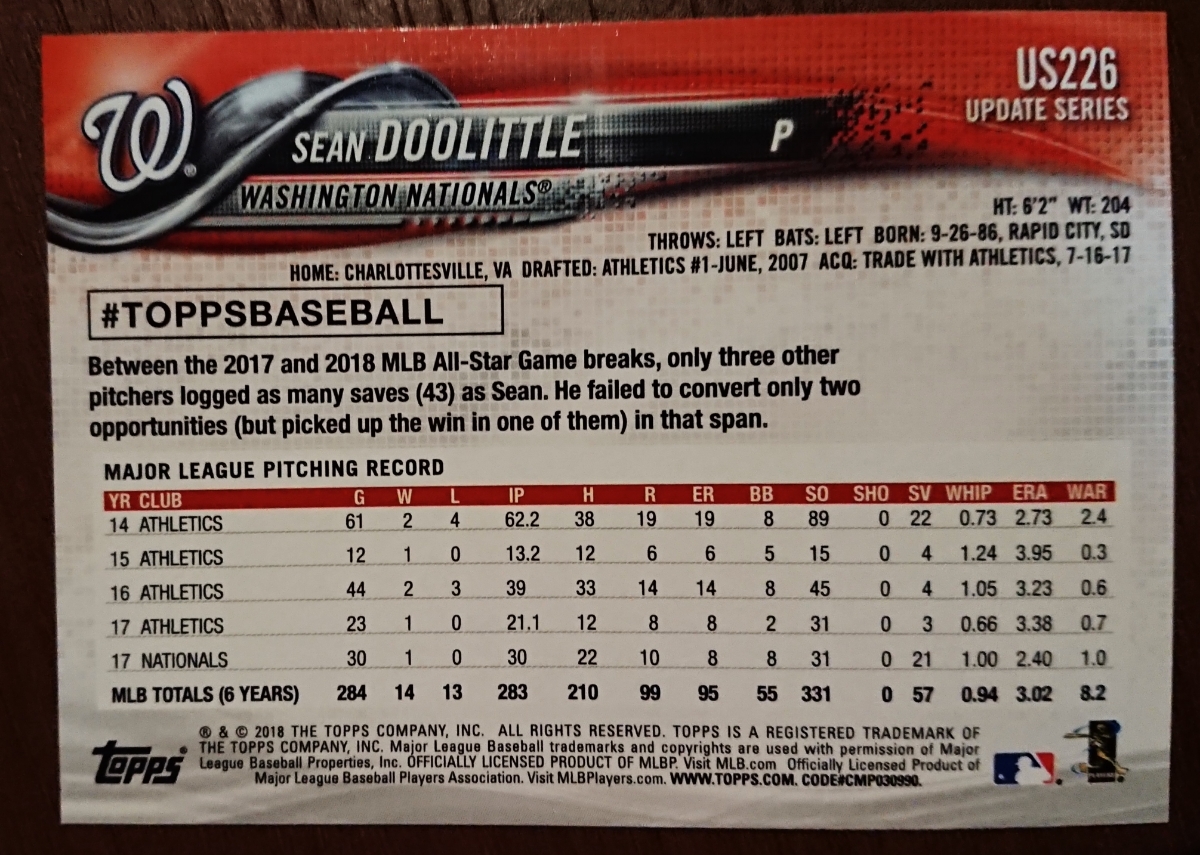 US226
UPDATE SERIES
W
SEAN DOOLITTLE P
WASHINGTON NATIONALS®
HT: 6'2" WT: 204
THROWS: LEFT BATS: LEFT BORN: 9-26-86, RAPID CITY, SD
HOME: CHARLOTTESVILLE, VA DRAFTED: ATHLETICS #1-JUNE, 2007 ACQ: TRADE WITH ATHLETICS, 7-16-17
#TOPPSBASEBALL
Between the 2017 and 2018 MLB All-Star Game breaks, only three other
pitchers logged as many saves (43) as Sean. He failed to convert only two
opportunities (but picked up the win in one of them) in that span.
MAJOR LEAGUE PITCHING RECORD
YR CLUB G W L IP H R ER BB SO SHO SV WHIP ERA WAR
14 ATHLETICS 61 2 4 62.2 38 19 19 8 89 0 22 0.73 2.73 2.4
15 ATHLETICS 12 1 0 13.2 12 6 6 5 15 0 4 1.24 3.95 0.3
16 ATHLETICS 44 2 3 39 33 14 14 8 45 0 4 1.05 3.23 0.6
17 ATHLETICS 23 1 0 21.1 12 8 8 2 31 0 3 0.66 3.38 0.7
17 NATIONALS 30 1 0 30 22 10 8 8 31 0 21 1.00 2.40 1.0
MLB TOTALS (6 YEARS) 284 14 13 283 210 99 95 55 331 0 57 0.94 3.02 8.2
® & © 2018 THE TOPPS COMPANY, INC. ALL RIGHTS RESERVED. TOPPS IS A REGISTERED TRADEMARK OF
THE TOPPS COMPANY, INC. Major League Baseball trademarks and copyrights are used with permission of Major
League Baseball Properties, Inc. OFFICIALLY LICENSED PRODUCT OF MLBP. Visit MLB.com Officially Licensed Product of
Major League Baseball Players Association. Visit MLBPlayers.com. WWW.TOPPS.COM. CODE#CMP030990.
Topps®